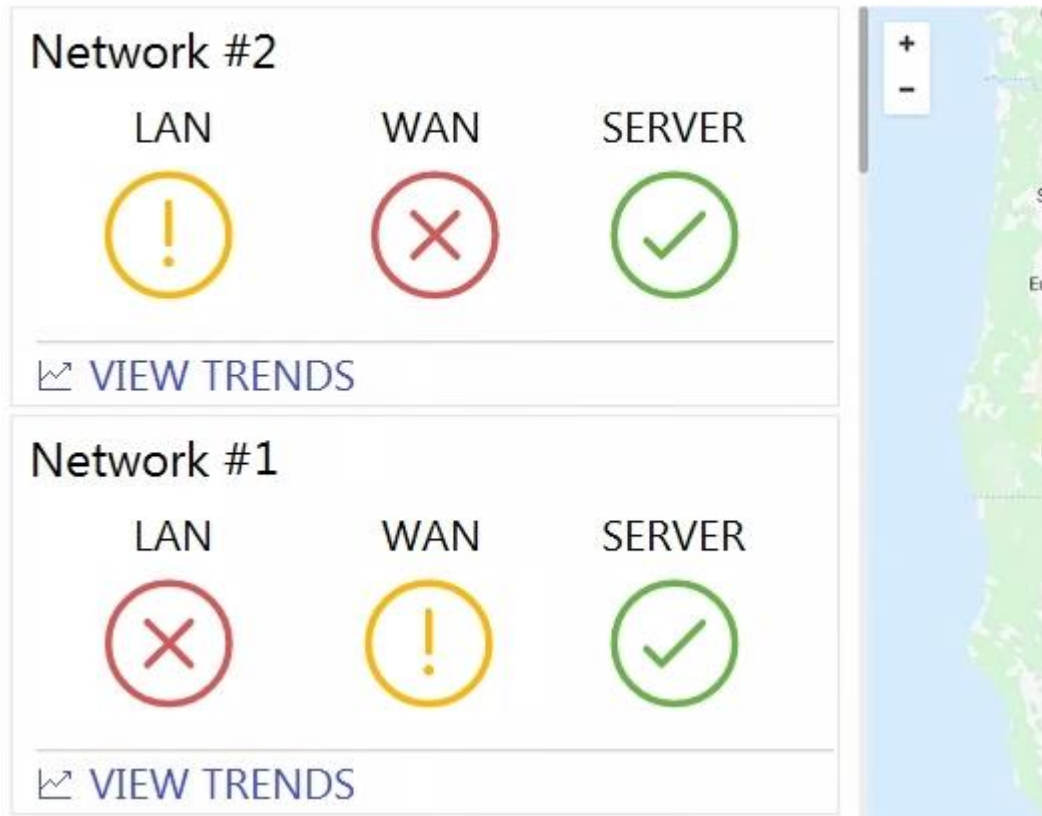 Network #2
LAN WAN SERVER
VIEW TRENDS
Network #1
LAN WAN SERVER
VIEW TRENDS
+
-